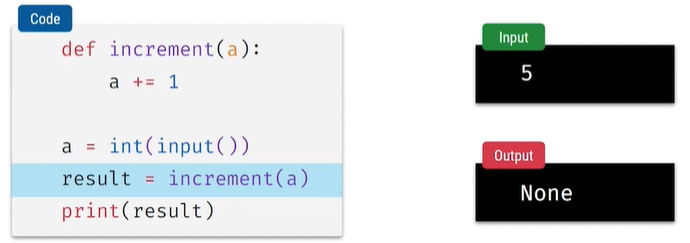 Code
def increment(a):
    a += 1

a = int(input())
result = increment(a)
print(result)
Input
5
Output
None